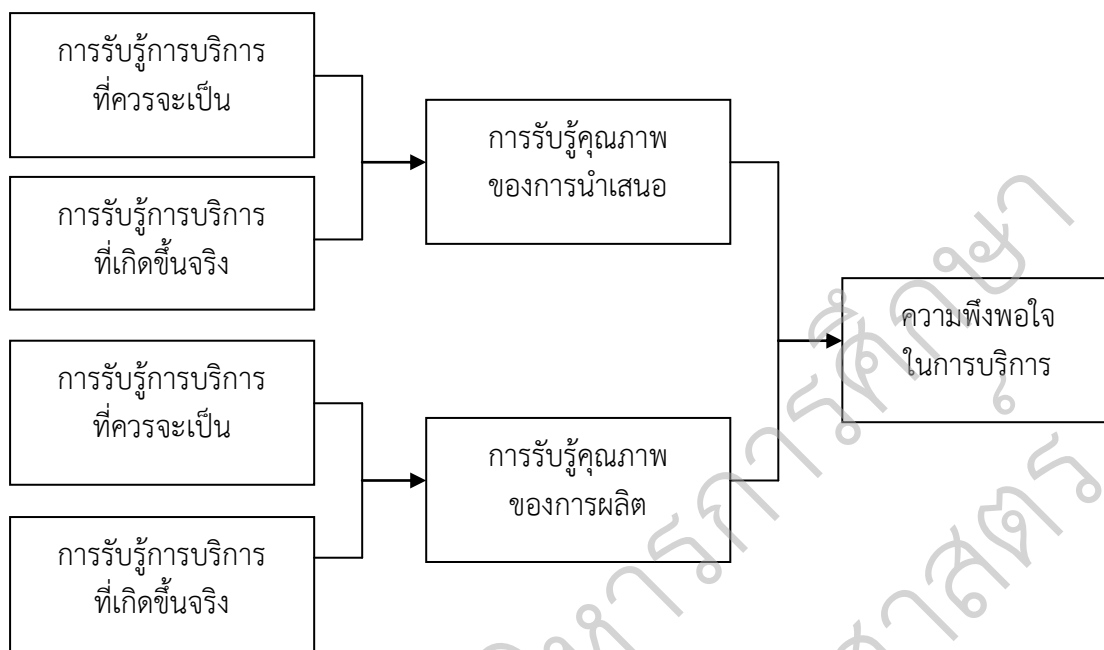 การรับรู้การบริการ
ที่ควรจะเป็น
การรับรู้การบริการ
ที่เกิดขึ้นจริง
การรับรู้คุณภาพ
ของการนำเสนอ
การรับรู้การบริการ
ที่ควรจะเป็น
การรับรู้การบริการ
ที่เกิดขึ้นจริง
การรับรู้คุณภาพ
ของการผลิต
ความพึงพอใจ
ในการบริการ